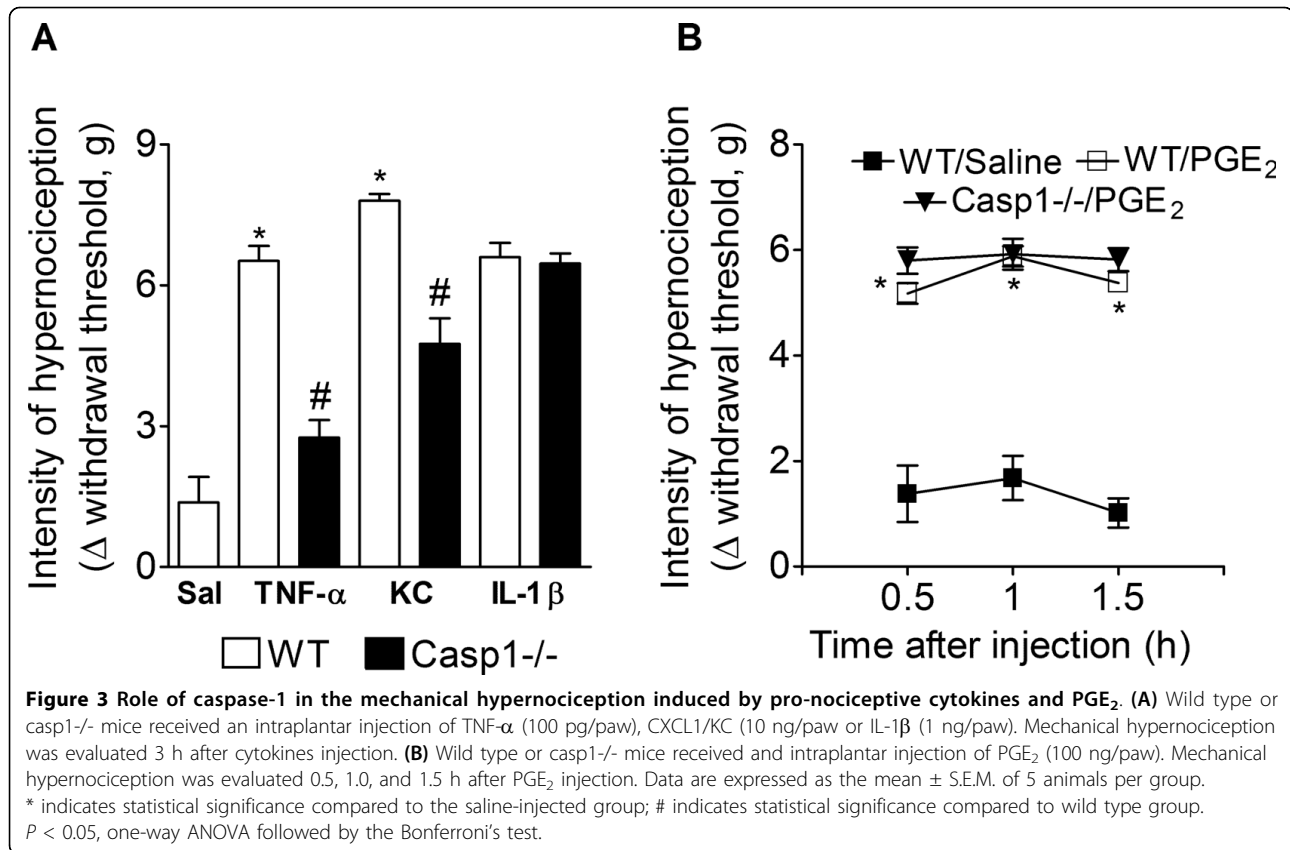 A
Intensity of hypernociception
(Δ withdrawal threshold, g)
9
6
3
0
*
#
*
#
Sal TNF-α KC IL-1β
WT Casp1-/-
B
Intensity of hypernociception
(Δ withdrawal threshold, g)
8
6
4
2
0
WT/Saline WT/PGE2
Casp1-/-/PGE2
*
*
*
0.5 1 1.5
Time after injection (h)
Figure 3 Role of caspase-1 in the mechanical hypernociception induced by pro-nociceptive cytokines and PGE2. (A) Wild type or
casp1-/- mice received an intraplantar injection of TNF-α (100 pg/paw), CXCL1/KC (10 ng/paw or IL-1β (1 ng/paw). Mechanical hypernociception
was evaluated 3 h after cytokines injection. (B) Wild type or casp1-/- mice received and intraplantar injection of PGE2 (100 ng/paw). Mechanical
hypernociception was evaluated 0.5, 1.0, and 1.5 h after PGE2 injection. Data are expressed as the mean ± S.E.M. of 5 animals per group.
* indicates statistical significance compared to the saline-injected group; # indicates statistical significance compared to wild type group.
P < 0.05, one-way ANOVA followed by the Bonferroni's test.